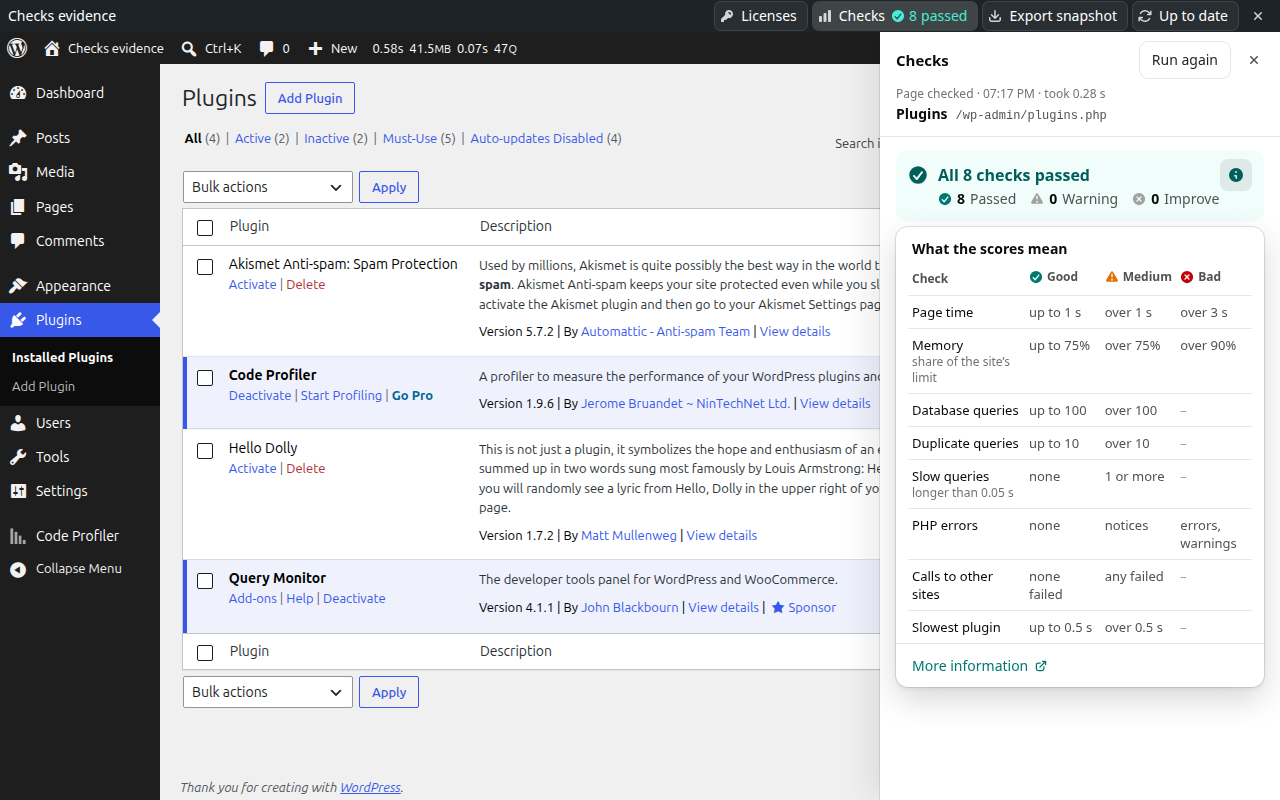 Checks evidence
Licenses
Checks 8 passed
Export snapshot
Up to date
Checks evidence
Ctrl+K
0
New
0.58s 41.5MB 0.07s 47Q
Dashboard
Posts
Media
Pages
Comments
Appearance
Plugins
Installed Plugins
Add Plugin
Users
Tools
Settings
Code Profiler
Collapse Menu
Plugins
Add Plugin
All (4) | Active (2) | Inactive (2) | Must-Use (5) | Auto-updates Disabled (4)
Search i
Bulk actions
Apply
Plugin
Description
Akismet Anti-spam: Spam Protection
Activate | Delete
Used by millions, Akismet is quite possibly the best way in the world t
spam. Akismet Anti-spam keeps your site protected even while you sl
activate the Akismet plugin and then go to your Akismet Settings pag
Version 5.7.2 | By Automattic - Anti-spam Team | View details
Code Profiler
Deactivate | Start Profiling | Go Pro
A profiler to measure the performance of your WordPress plugins and
Version 1.9.6 | By Jerome Bruandet ~ NinTechNet Ltd. | View details
Hello Dolly
Activate | Delete
This is not just a plugin, it symbolizes the hope and enthusiasm of an e
summed up in two words sung most famously by Louis Armstrong: He
you will randomly see a lyric from Hello, Dolly in the upper right of yo
page.
Version 1.7.2 | By Matt Mullenweg | View details
Query Monitor
Add-ons | Help | Deactivate
The developer tools panel for WordPress and WooCommerce.
Version 4.1.1 | By John Blackbourn | View details | Sponsor
Plugin
Description
Bulk actions
Apply
Thank you for creating with WordPress.
Checks
Run again
Page checked · 07:17 PM · took 0.28 s
Plugins /wp-admin/plugins.php
All 8 checks passed
8 Passed 0 Warning 0 Improve
What the scores mean
Check Good Medium Bad
Page time up to 1 s over 1 s over 3 s
Memory up to 75% over 75% over 90%
share of the site's
limit
Database queries up to 100 over 100 –
Duplicate queries up to 10 over 10 –
Slow queries none 1 or more –
longer than 0.05 s
PHP errors none notices errors,
warnings
Calls to other none any failed –
sites failed
Slowest plugin up to 0.5 s over 0.5 s –
More information